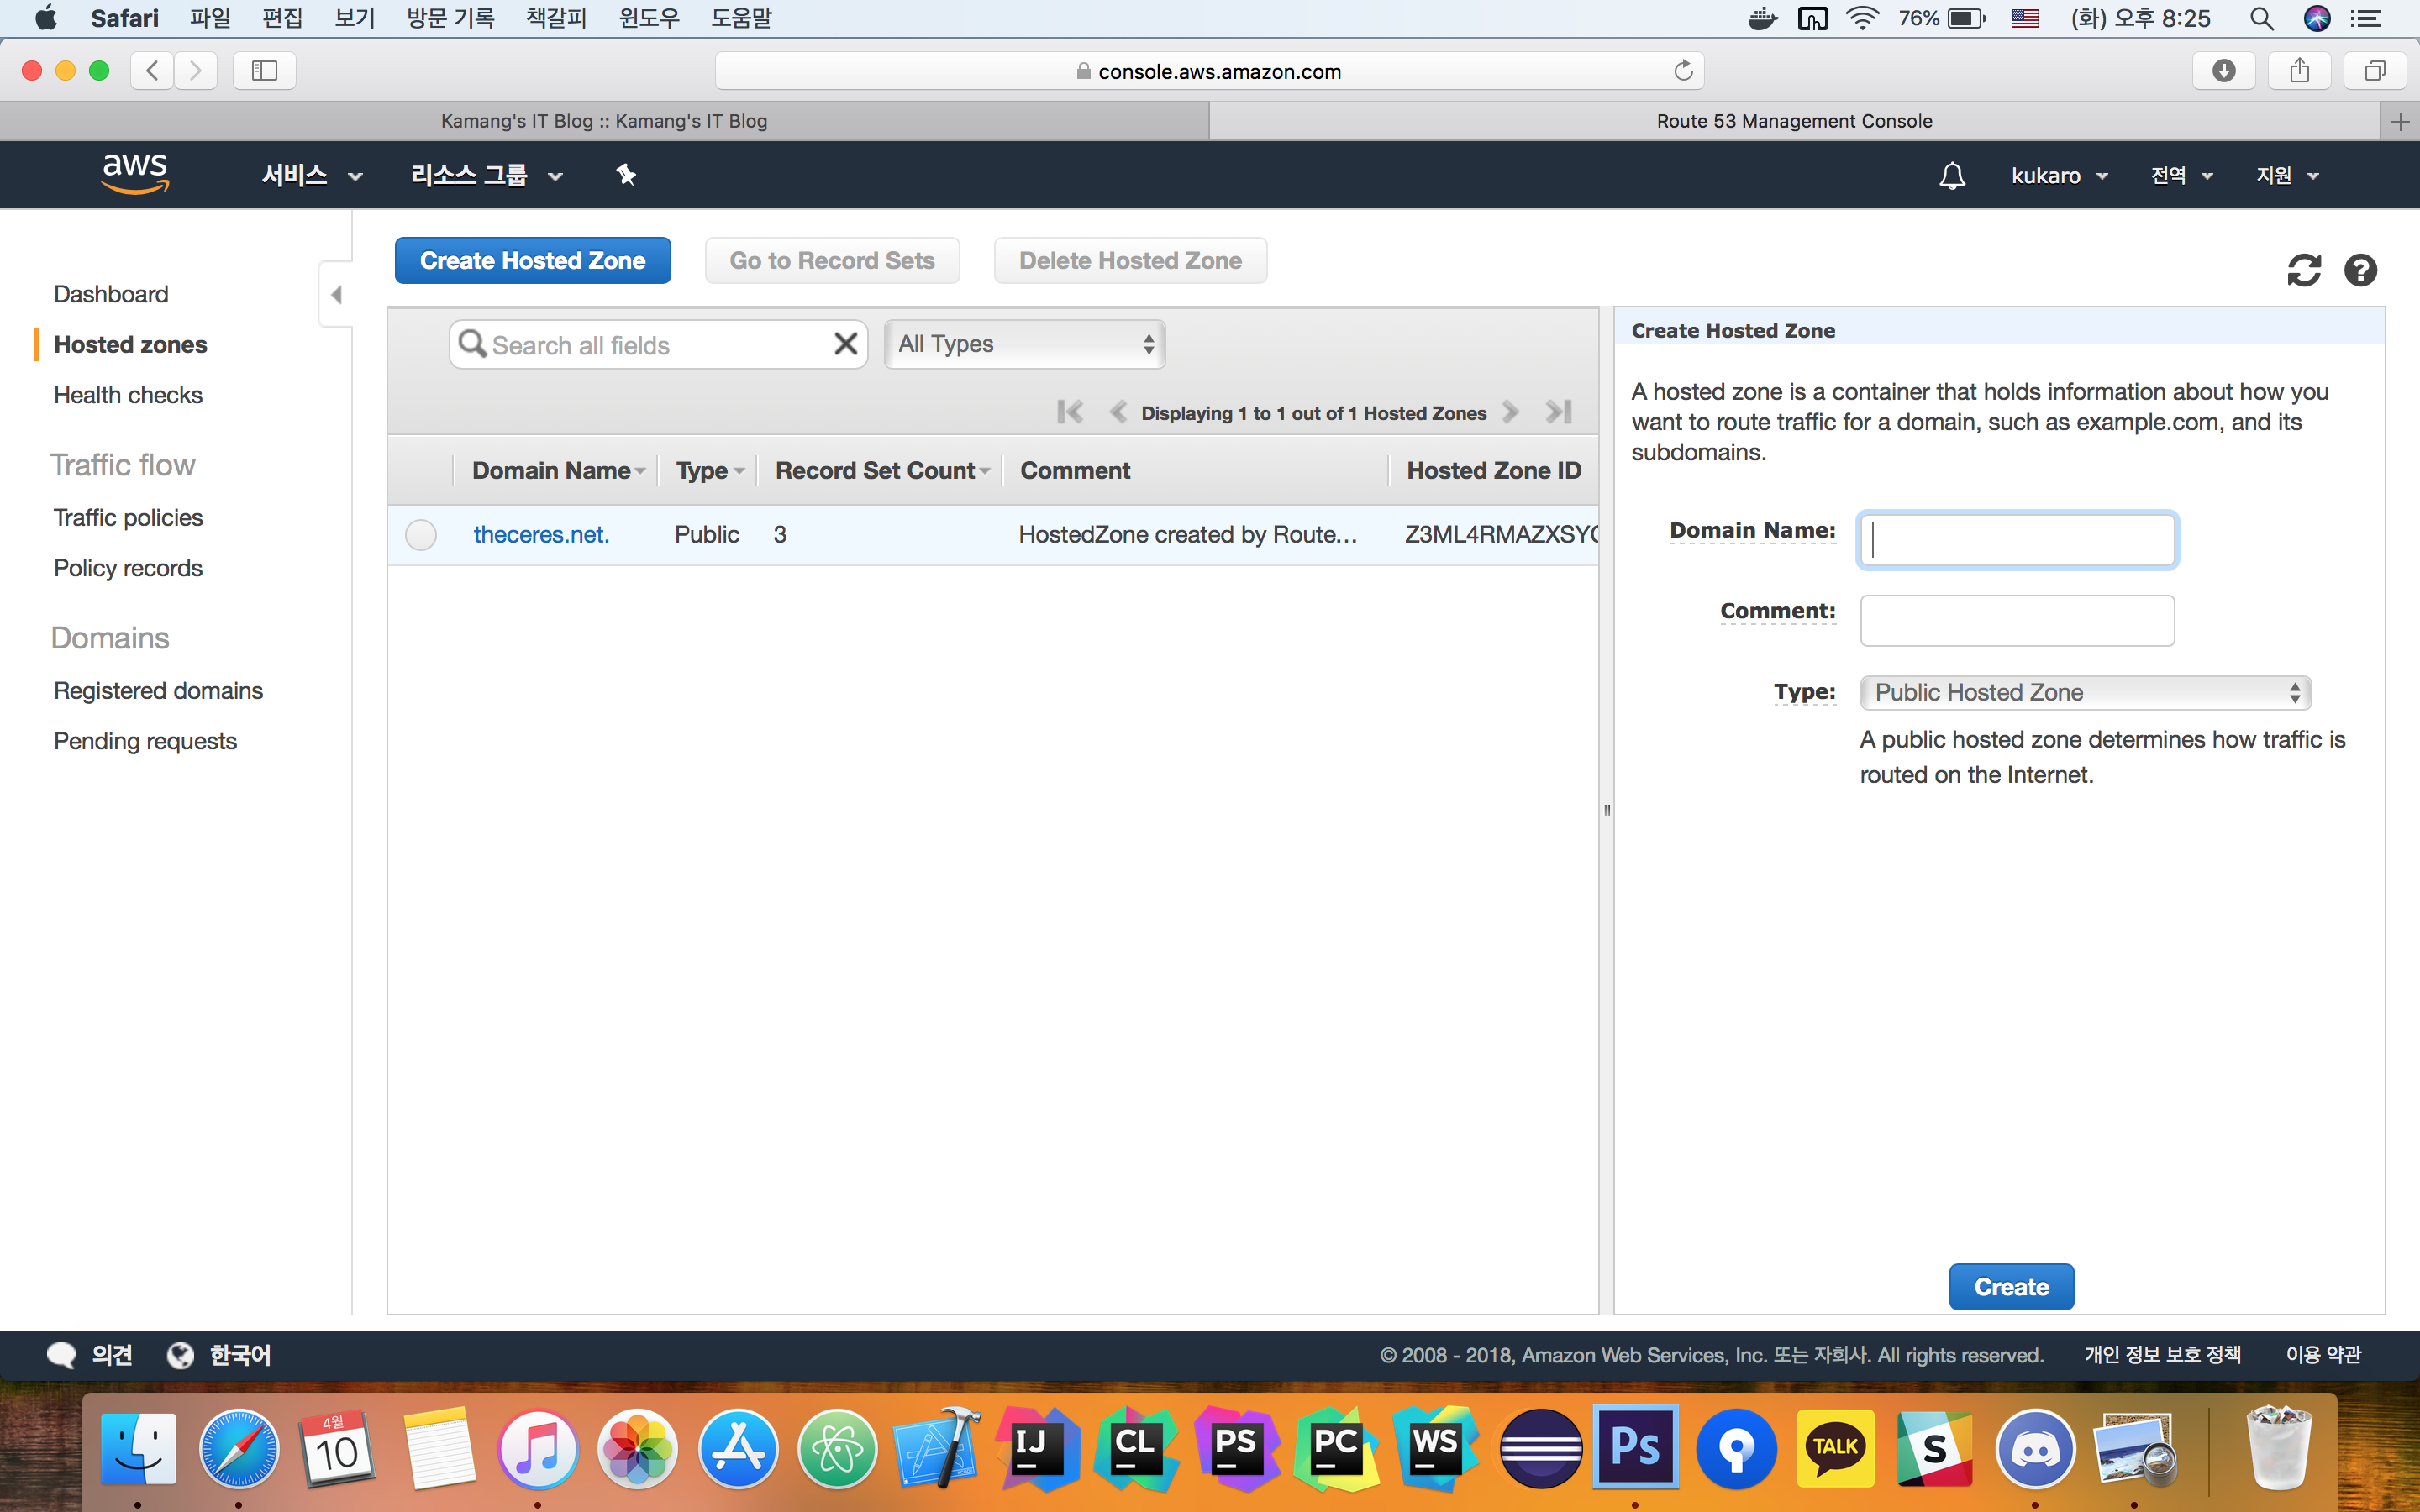 Safari 파일 편집 보기 방문 기록 책갈피 윈도우 도움말 76% (화) 오후 8:25
console.aws.amazon.com
Kamang's IT Blog :: Kamang's IT Blog
Route 53 Management Console
aws 서비스 리소스 그룹 kukaro 전역 지원
Create Hosted Zone Go to Record Sets Delete Hosted Zone
Dashboard
Hosted zones
Health checks
Traffic flow
Traffic policies
Policy records
Domains
Registered domains
Pending requests
Search all fields All Types
Displaying 1 to 1 out of 1 Hosted Zones
Domain Name Type Record Set Count Comment Hosted Zone ID
theceres.net. Public 3 HostedZone created by Route...
Create Hosted Zone
A hosted zone is a container that holds information about how you
want to route traffic for a domain, such as example.com, and its
subdomains.
Domain Name:
Comment:
Type: Public Hosted Zone
A public hosted zone determines how traffic is
routed on the Internet.
Create
의견 한국어 © 2008 - 2018, Amazon Web Services, Inc. 또는 자회사. All rights reserved. 개인 정보 보호 정책 이용 약관
4월
10
IJ CL PS PC WS Ps TALK S